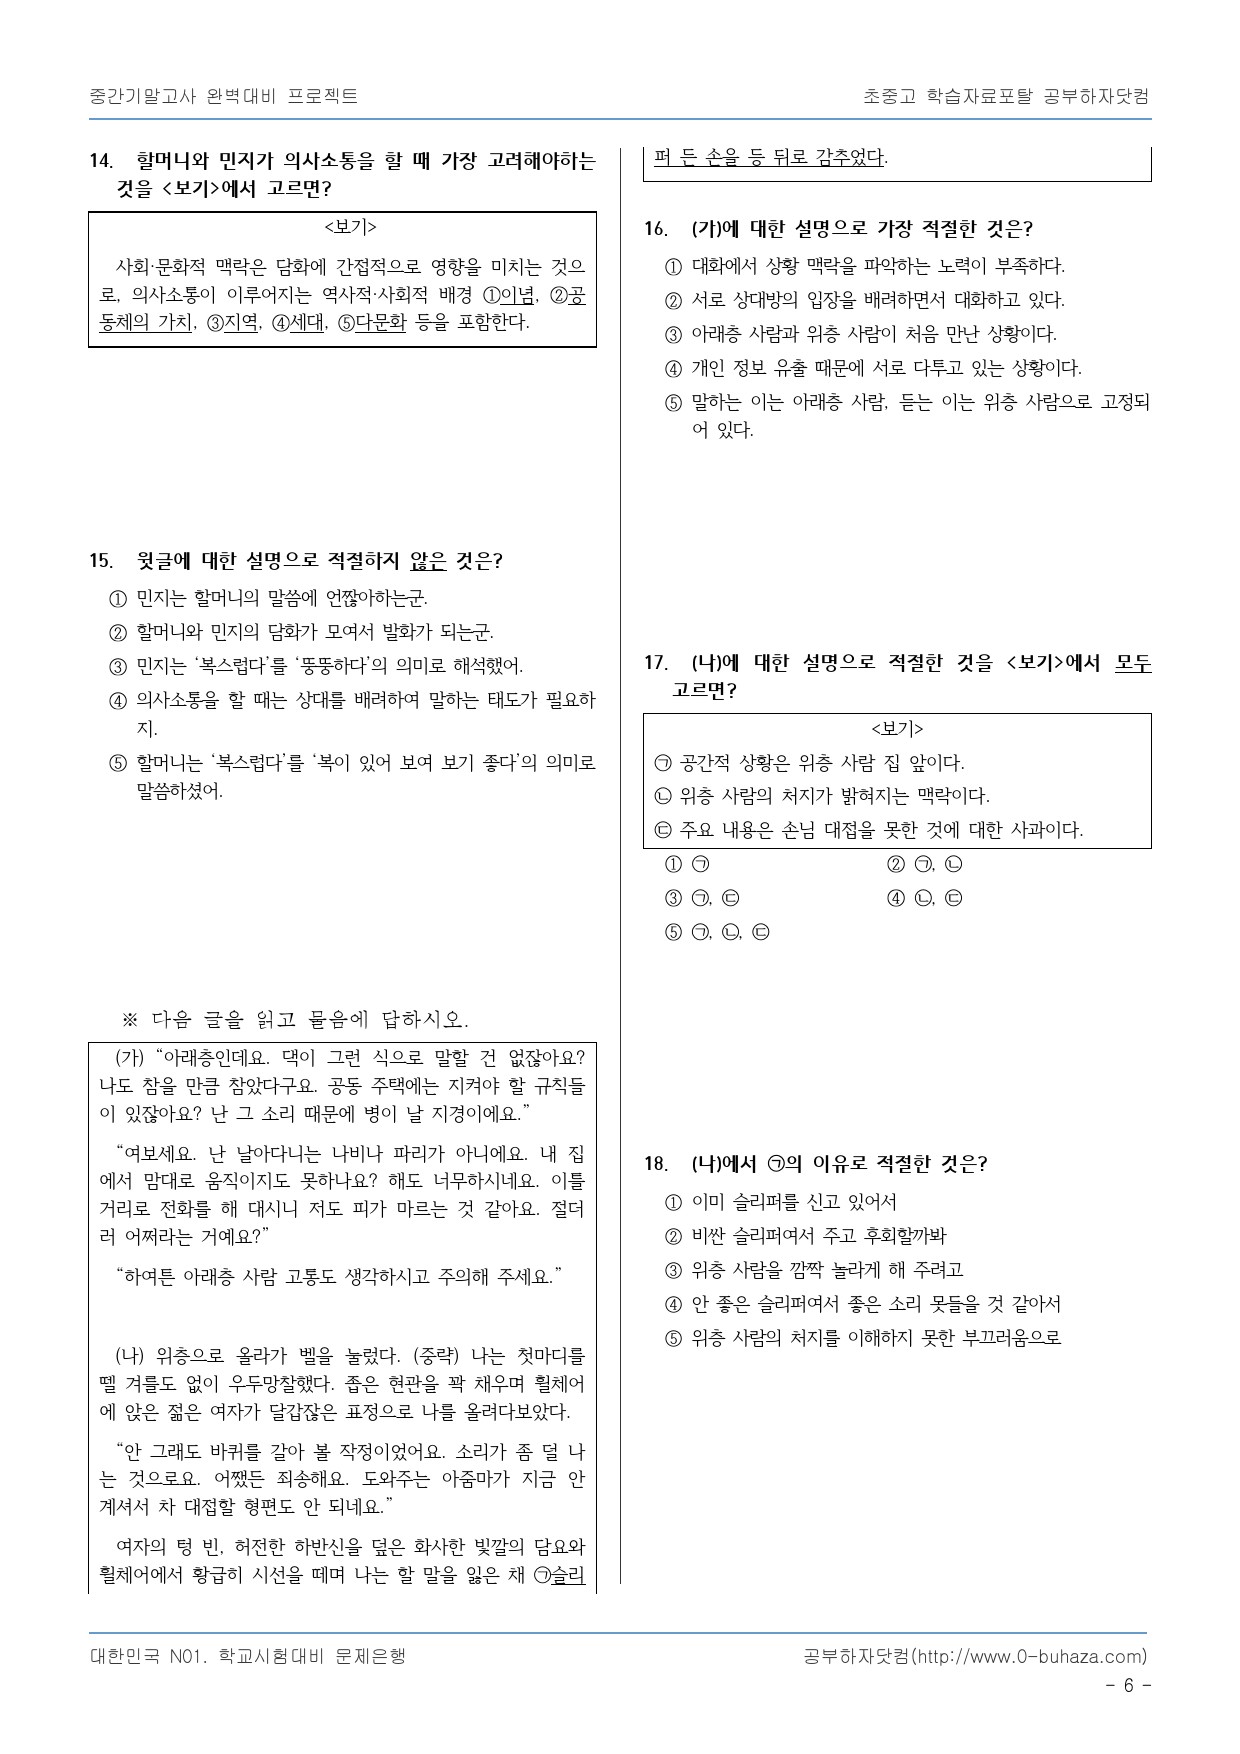 중간기말고사 완벽대비 프로젝트
초중고 학습자료포탈 공부하자닷컴
14. 할머니와 민지가 의사소통을 할 때 가장 고려해야하는
것을 <보기>에서 고르면?
<보기>
사회·문화적 맥락은 담화에 간접적으로 영향을 미치는 것으
로, 의사소통이 이루어지는 역사적·사회적 배경 ①이념, ②공
동체의 가치, ③지역, ④세대, ⑤다문화 등을 포함한다.
15. 윗글에 대한 설명으로 적절하지 않은 것은?
① 민지는 할머니의 말씀에 언짢아하는군.
② 할머니와 민지의 담화가 모여서 발화가 되는군.
③ 민지는 ‘복스럽다’를 ‘뚱뚱하다’의 의미로 해석했어.
④ 의사소통을 할 때는 상대를 배려하여 말하는 태도가 필요하
지.
⑤ 할머니는 ‘복스럽다’를 ‘복이 있어 보여 보기 좋다’의 의미로
말씀하셨어.
※ 다음 글을 읽고 물음에 답하시오.
(가) “아래층인데요. 댁이 그런 식으로 말할 건 없잖아요?
나도 참을 만큼 참았다구요. 공동 주택에는 지켜야 할 규칙들
이 있잖아요? 난 그 소리 때문에 병이 날 지경이에요.”
“여보세요. 난 날아다니는 나비나 파리가 아니에요. 내 집
에서 맘대로 움직이지도 못하나요? 해도 너무하시네요. 이틀
거리로 전화를 해 대시니 저도 피가 마르는 것 같아요. 절더
러 어쩌라는 거예요?”
“하여튼 아래층 사람 고통도 생각하시고 주의해 주세요.”
(나) 위층으로 올라가 벨을 눌렀다. (중략) 나는 첫마디를
뗄 겨를도 없이 우두망찰했다. 좁은 현관을 꽉 채우며 휠체어
에 앉은 젊은 여자가 달갑잖은 표정으로 나를 올려다보았다.
“안 그래도 바퀴를 갈아 볼 작정이었어요. 소리가 좀 덜 나
는 것으로요. 어쨌든 죄송해요. 도와주는 아줌마가 지금 안
계셔서 차 대접할 형편도 안 되네요.”
여자의 텅 빈, 허전한 하반신을 덮은 화사한 빛깔의 담요와
휠체어에서 황급히 시선을 떼며 나는 할 말을 잃은 채 ㉠슬리
퍼 든 손을 등 뒤로 감추었다.
16. (가)에 대한 설명으로 가장 적절한 것은?
① 대화에서 상황 맥락을 파악하는 노력이 부족하다.
② 서로 상대방의 입장을 배려하면서 대화하고 있다.
③ 아래층 사람과 위층 사람이 처음 만난 상황이다.
④ 개인 정보 유출 때문에 서로 다투고 있는 상황이다.
⑤ 말하는 이는 아래층 사람, 듣는 이는 위층 사람으로 고정되
어 있다.
17. (나)에 대한 설명으로 적절한 것을 <보기>에서 모두
고르면?
<보기>
㉠ 공간적 상황은 위층 사람 집 앞이다.
㉡ 위층 사람의 처지가 밝혀지는 맥락이다.
㉢ 주요 내용은 손님 대접을 못한 것에 대한 사과이다.
① ㉠ ② ㉠, ㉡
③ ㉠, ㉢ ④ ㉡, ㉢
⑤ ㉠, ㉡, ㉢
18. (나)에서 ㉠의 이유로 적절한 것은?
① 이미 슬리퍼를 신고 있어서
② 비싼 슬리퍼여서 주고 후회할까봐
③ 위층 사람을 깜짝 놀라게 해 주려고
④ 안 좋은 슬리퍼여서 좋은 소리 못들을 것 같아서
⑤ 위층 사람의 처지를 이해하지 못한 부끄러움으로
대한민국 N01. 학교시험대비 문제은행
공부하자닷컴(http://www.0-buhaza.com)
- 6 -